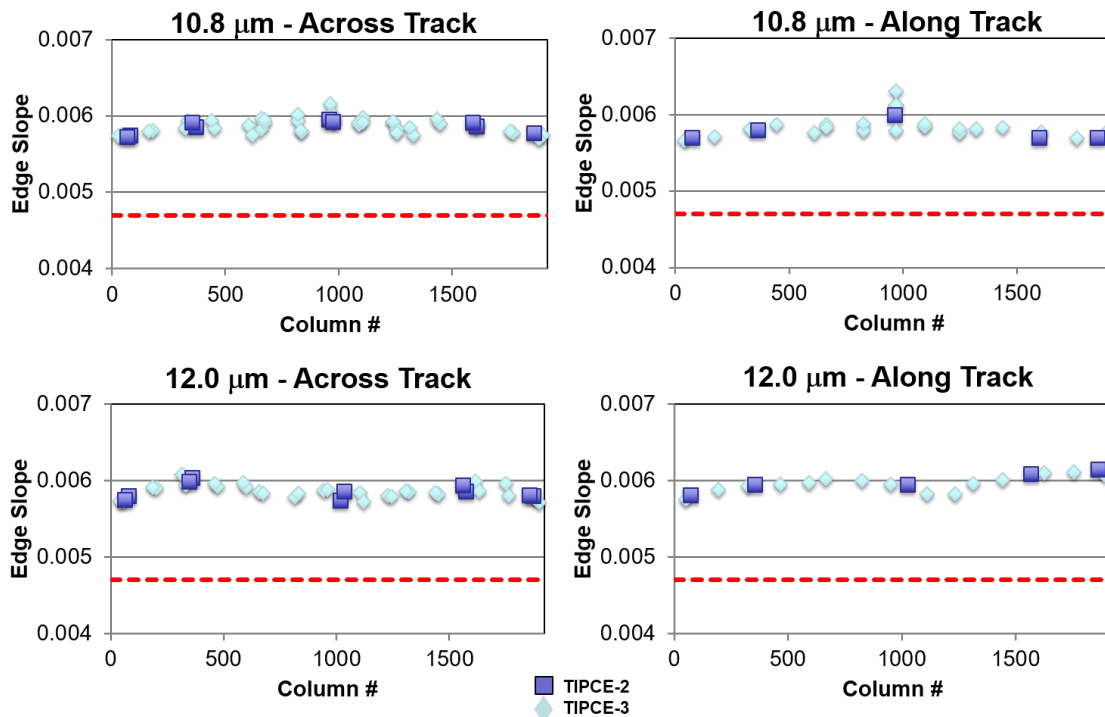 10.8 μm - Across Track
0.007
0.006
0.005
0.004
Edge Slope
0 500 1000 1500
Column #
10.8 μm - Along Track
0.007
0.006
0.005
0.004
Edge Slope
0 500 1000 1500
Column #
12.0 μm - Across Track
0.007
0.006
0.005
0.004
Edge Slope
0 500 1000 1500
Column #
12.0 μm - Along Track
0.007
0.006
0.005
0.004
Edge Slope
0 500 1000 1500
Column #
TIPCE-2
TIPCE-3